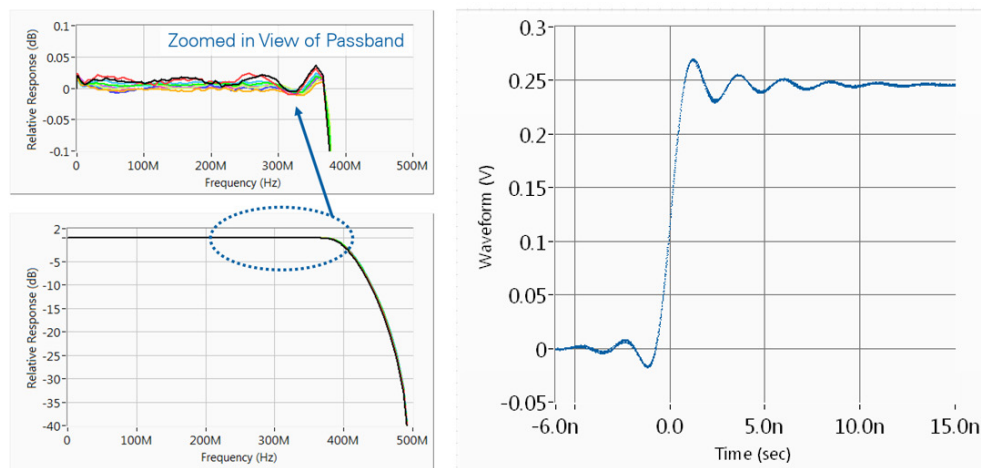 Zoomed in View of Passband
Relative Response (dB)
0.1
0.05
0
-0.05
-0.1
0 100M 200M 300M 400M 500M
Frequency (Hz)
Relative Response (dB)
2
-5
-10
-15
-20
-25
-30
-35
-40
0 100M 200M 300M 400M 500M
Frequency (Hz)
Waveform (V)
0.3
0.25
0.2
0.15
0.1
0.05
0
-0.05
-6.0n 0.0 5.0n 10.0n 15.0n
Time (sec)